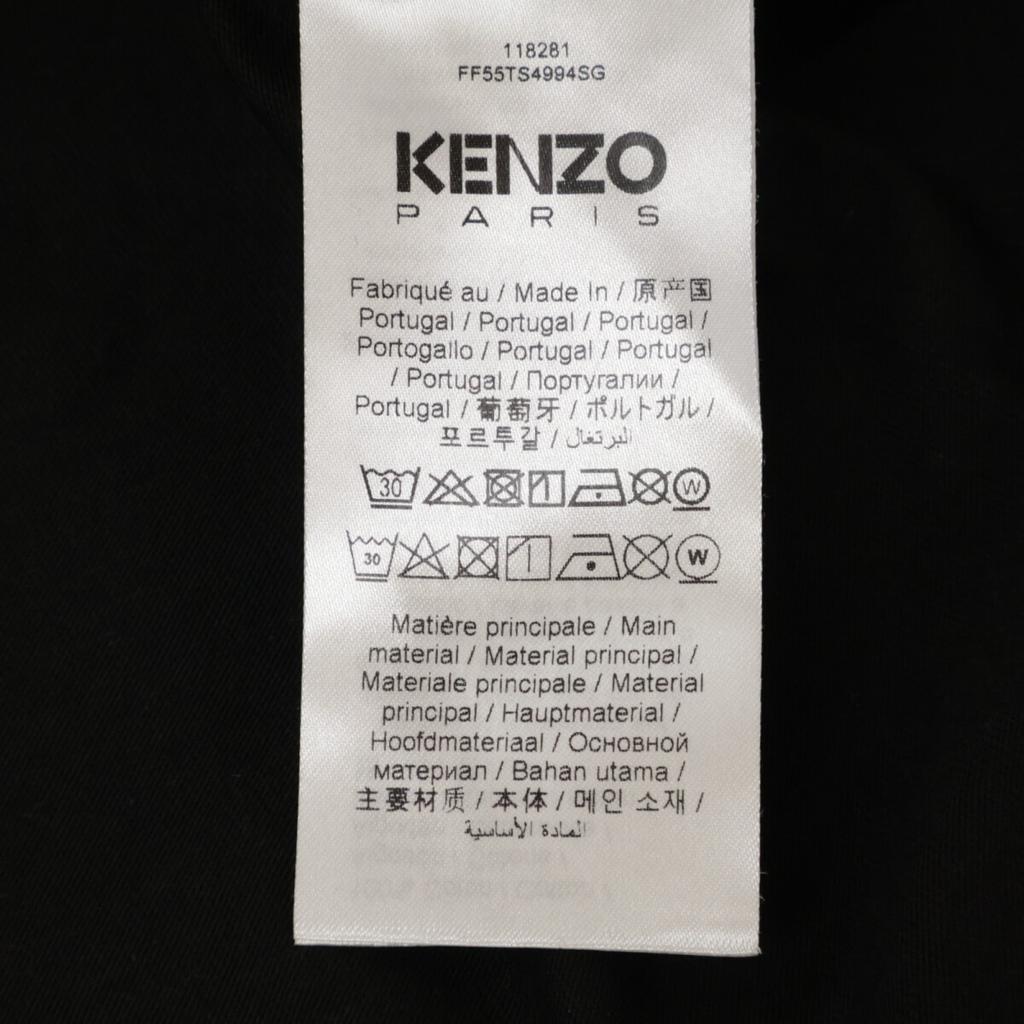 118281
FF55TS4994SG
KENZO
PARIS
Fabriqué au / Made In / 原产国
Portugal / Portugal / Portugal /
Portogallo / Portugal / Portugal
/ Portugal / Португалии /
Portugal / 葡萄牙 / ポルトガル /
포르투갈 / البرتغال
30 W
30 W
Matière principale / Main
material / Material principal /
Materiale principale / Material
principal / Hauptmaterial /
Hoofdmateriaal / Основной
материал / Bahan utama /
主要材质 / 本体 / 메인 소재 /
المادة الأساسية